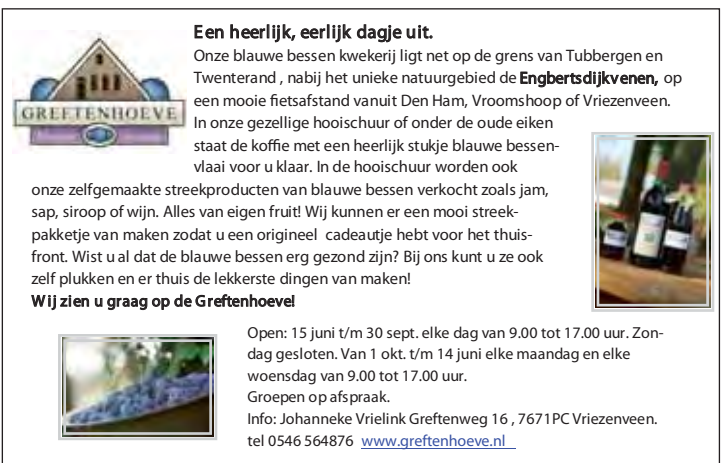 Een heerlijk, eerlijk dagje uit.
GREFTENHOEVE
Onze blauwe bessen kwekerij ligt net op de grens van Tubbergen en
Twenterand , nabij het unieke natuurgebied de Engbertsdijkvenen, op
een mooie fietsafstand vanuit Den Ham, Vroomshoop of Vriezenveen.
In onze gezellige hooischuur of onder de oude eiken
staat de koffie met een heerlijk stukje blauwe bessen-
vlaai voor u klaar. In de hooischuur worden ook
onze zelfgemaakte streekproducten van blauwe bessen verkocht zoals jam,
sap, siroop of wijn. Alles van eigen fruit! Wij kunnen er een mooi streek-
pakketje van maken zodat u een origineel cadeautje hebt voor het thuis-
front. Wist u al dat de blauwe bessen erg gezond zijn? Bij ons kunt u ze ook
zelf plukken en er thuis de lekkerste dingen van maken!
Wij zien u graag op de Greftenhoeve!
Open: 15 juni t/m 30 sept. elke dag van 9.00 tot 17.00 uur. Zon-
dag gesloten. Van 1 okt. t/m 14 juni elke maandag en elke
woensdag van 9.00 tot 17.00 uur.
Groepen op afspraak.
Info: Johanneke Vrielink Greftenweg 16 , 7671PC Vriezenveen.
tel 0546 564876 www.greftenhoeve.nl